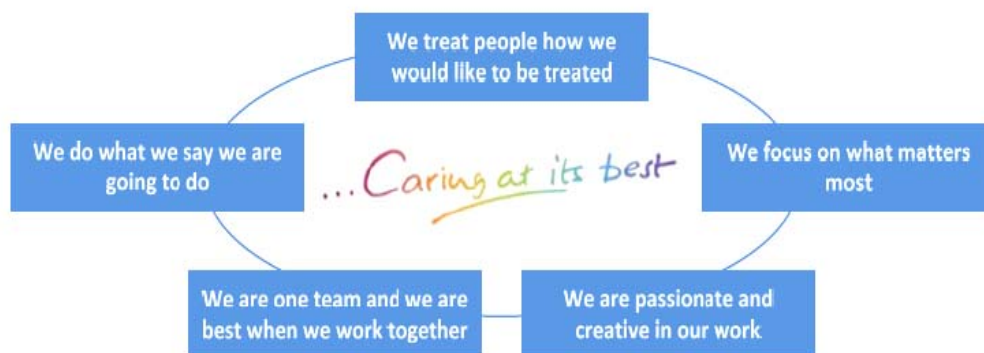 We treat people how we
would like to be treated
We do what we say we are
going to do
...Caring at its best
We focus on what matters
most
We are one team and we are
best when we work together
We are passionate and
creative in our work